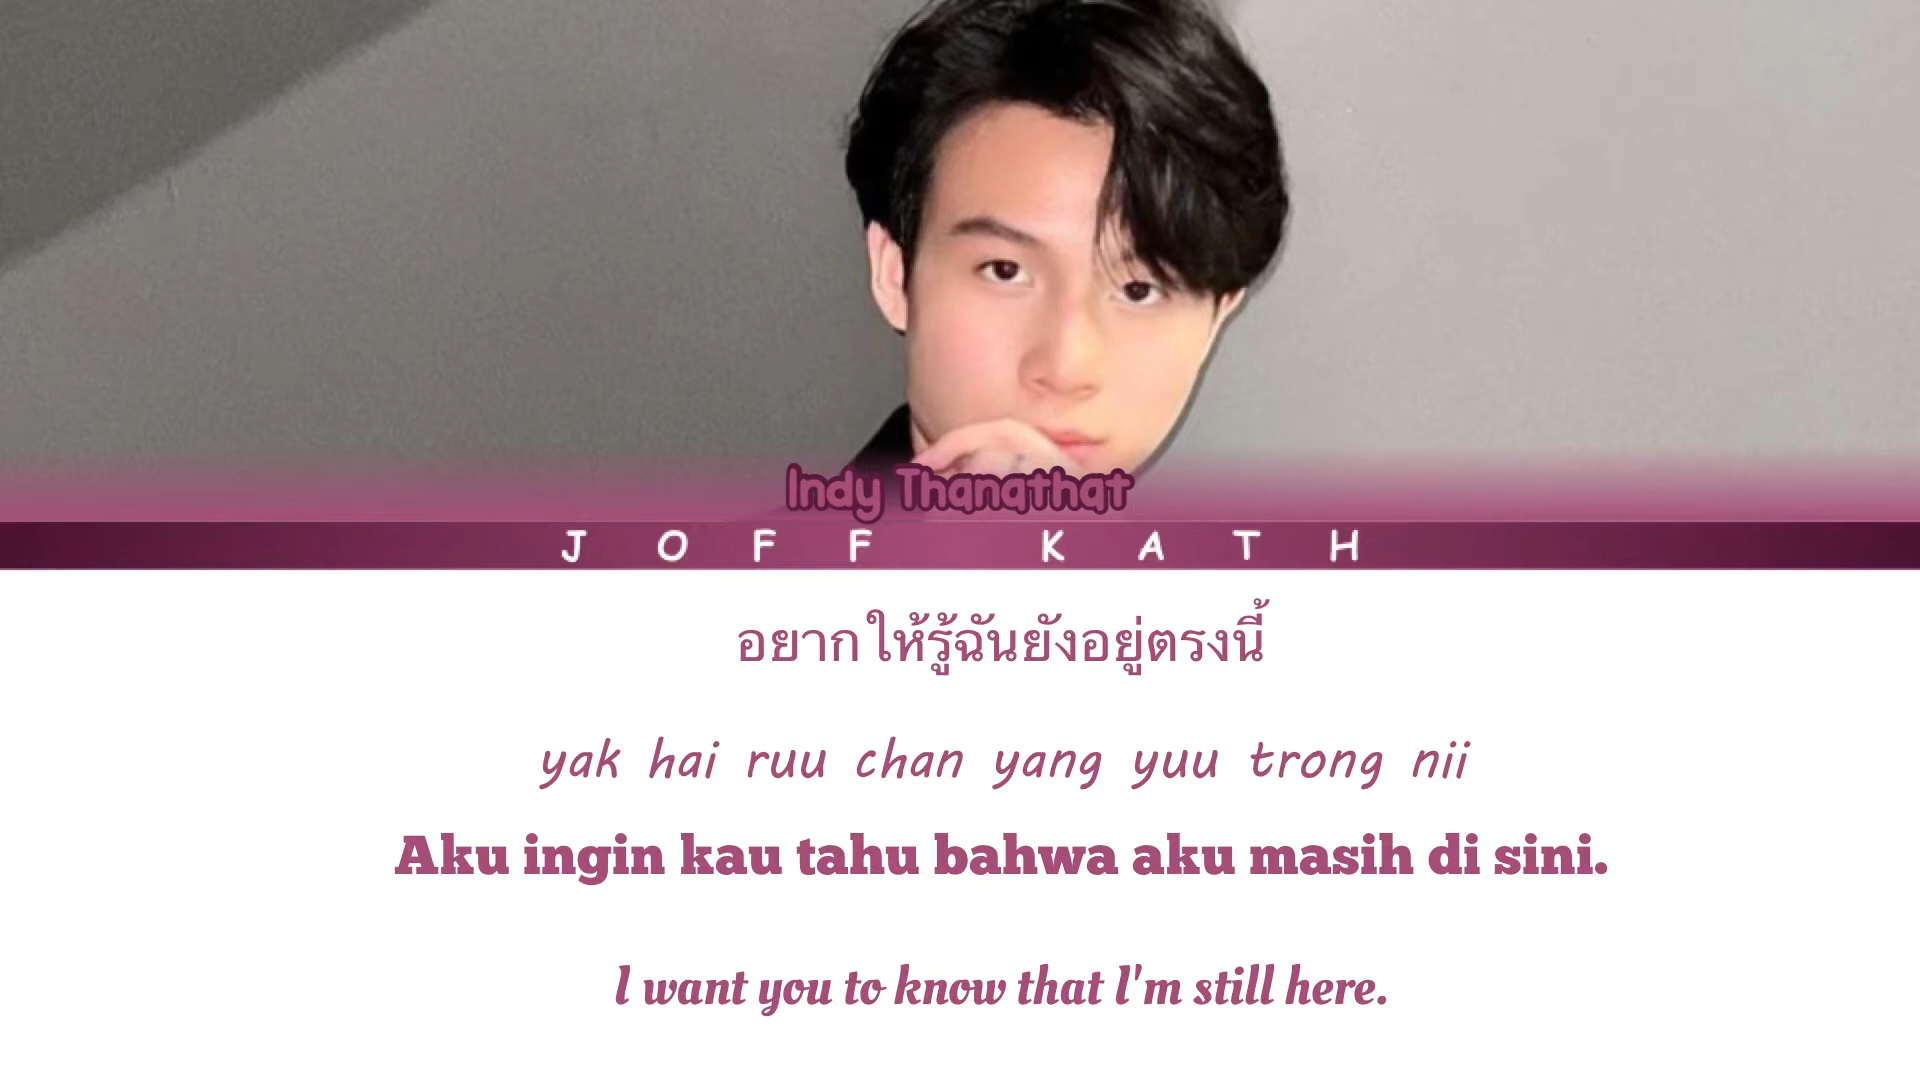 Indy Thanathat
JOFF KATH
อยากให้รู้ฉันยังอยู่ตรงนี้
yak hai ruu chan yang yuu trong nii
Aku ingin kau tahu bahwa aku masih di sini.
I want you to know that I'm still here.